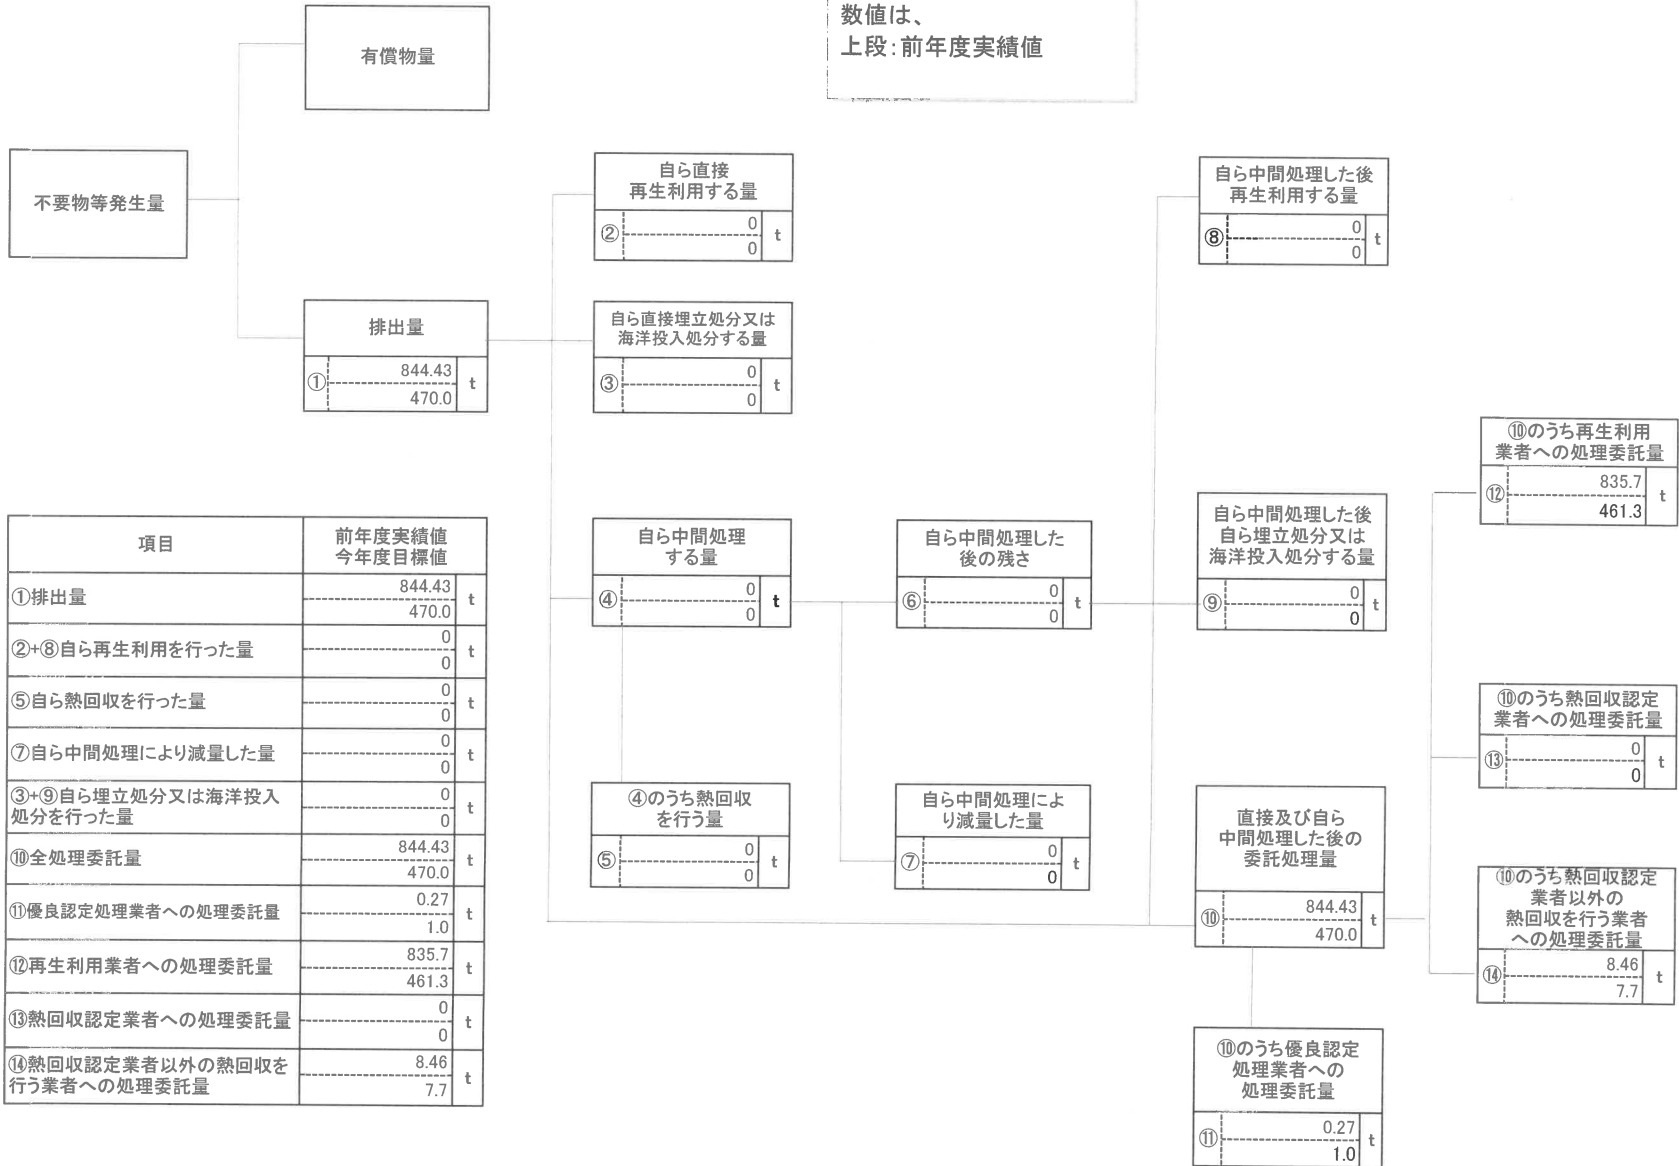 数値は、
上段：前年度実績値
有償物量
不要物等発生量
排出量
① 844.43 t
470.0
自ら直接
再生利用する量
② 0 t
0
自ら直接埋立処分又は
海洋投入処分する量
③ 0 t
0
自ら中間処理
する量
④ 0 t
0
④のうち熱回収
を行う量
⑤ 0 t
0
自ら中間処理した
後の残さ
⑥ 0 t
0
自ら中間処理によ
り減量した量
⑦ 0 t
0
自ら中間処理した後
再生利用する量
⑧ 0 t
0
自ら中間処理した後
自ら埋立処分又は
海洋投入処分する量
⑨ 0 t
0
直接及び自ら
中間処理した後の
委託処理量
⑩ 844.43 t
470.0
⑩のうち優良認定
処理業者への
処理委託量
⑪ 0.27 t
1.0
⑩のうち再生利用
業者への処理委託量
⑫ 835.7 t
461.3
⑩のうち熱回収認定
業者への処理委託量
⑬ 0 t
0
⑩のうち熱回収認定
業者以外の
熱回収を行う業者
への処理委託量
⑭ 8.46 t
7.7
項目 前年度実績値
今年度目標値
①排出量 844.43 t
470.0
②+⑧自ら再生利用を行った量 0 t
0
⑤自ら熱回収を行った量 0 t
0
⑦自ら中間処理により減量した量 0 t
0
③+⑨自ら埋立処分又は海洋投入
処分を行った量 0 t
0
⑩全処理委託量 844.43 t
470.0
⑪優良認定処理業者への処理委託量 0.27 t
1.0
⑫再生利用業者への処理委託量 835.7 t
461.3
⑬熱回収認定業者への処理委託量 0 t
0
⑭熱回収認定業者以外の熱回収を
行う業者への処理委託量 8.46 t
7.7